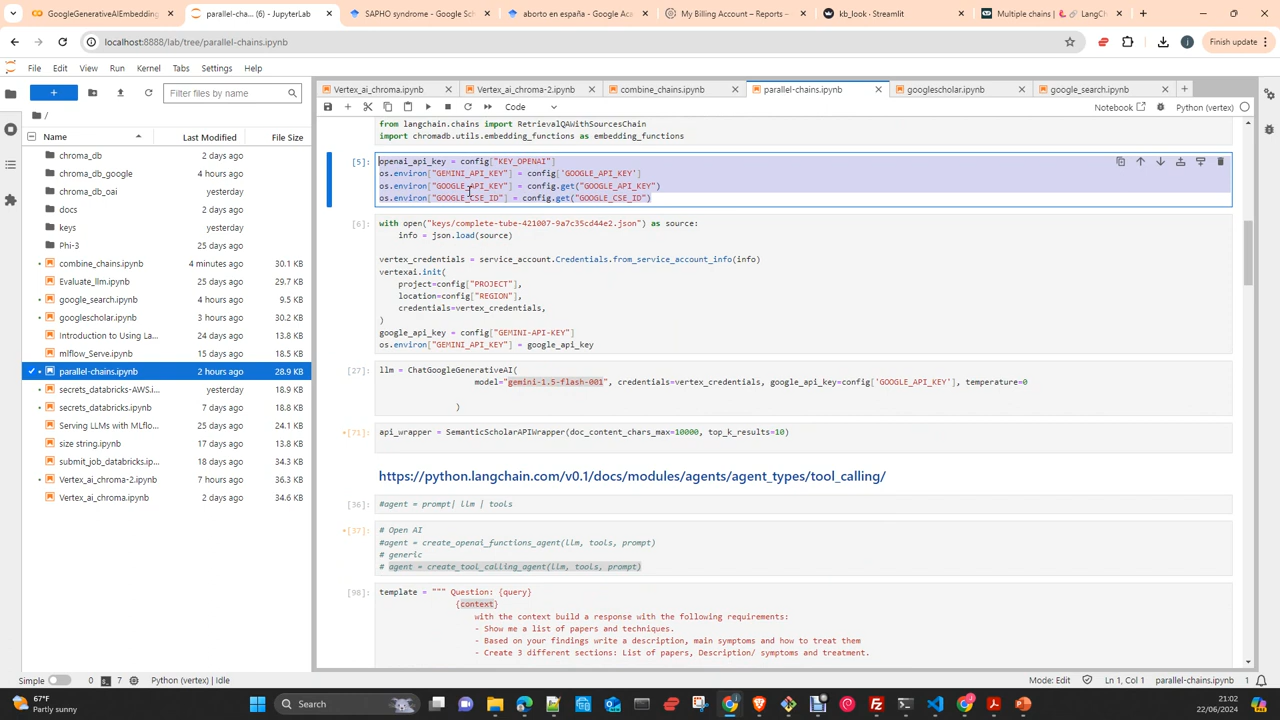 GoogleGenerativeAIEmbedding
parallel-chain... (6) - JupyterLab
SAPHO syndrome - Google Sch
aborto en españa - Google Aca
My Billing Account – Reports –
kb_look - Streamlit
Multiple chains | 🦜️🔗 LangCh
localhost:8888/lab/tree/parallel-chains.ipynb
Finish update
File Edit View Run Kernel Tabs Settings Help
Filter files by name
/
Name Last Modified File Size
chroma_db 2 days ago
chroma_db_google 4 hours ago
chroma_db_oai yesterday
docs yesterday
keys yesterday
Phi-3 25 days ago
combine_chains.ipynb 4 minutes ago 30.1 KB
Evaluate_llm.ipynb 25 days ago 29.7 KB
google_search.ipynb 4 hours ago 9.5 KB
googlescholar.ipynb 3 hours ago 30.2 KB
Introduction to Using La... 24 days ago 13.8 KB
mlflow_Serve.ipynb 15 days ago 18.5 KB
parallel-chains.ipynb 2 hours ago 28.9 KB
secrets_databricks-AWS.i... yesterday 18.9 KB
secrets_databricks.ipynb 7 days ago 18.8 KB
Serving LLMs with MLflo... 25 days ago 24.1 KB
size string.ipynb 17 days ago 13.8 KB
submit_job_databricks.ip... 18 days ago 34.3 KB
Vertex_ai_chroma-2.ipynb 7 hours ago 36.3 KB
Vertex_ai_chroma.ipynb 2 days ago 34.6 KB
Vertex_ai_chroma.ipynb
Vertex_ai_chroma-2.ipynb
combine_chains.ipynb
parallel-chains.ipynb
googlescholar.ipynb
google_search.ipynb
Code
Notebook
Python (vertex)
from langchain.chains import RetrievalQAWithSourcesChain
import chromadb.utils.embedding_functions as embedding_functions
[5]: openai_api_key = config["KEY_OPENAI"]
os.environ["GEMINI_API_KEY"] = config['GOOGLE_API_KEY']
os.environ["GOOGLE_API_KEY"] = config.get("GOOGLE_API_KEY")
os.environ["GOOGLE_CSE_ID"] = config.get("GOOGLE_CSE_ID")
[6]: with open("keys/complete-tube-421007-9a7c35cd44e2.json") as source:
info = json.load(source)
vertex_credentials = service_account.Credentials.from_service_account_info(info)
vertexai.init(
project=config["PROJECT"],
location=config["REGION"],
credentials=vertex_credentials,
)
google_api_key = config["GEMINI-API-KEY"]
os.environ["GEMINI_API_KEY"] = google_api_key
[27]: llm = ChatGoogleGenerativeAI(
model="gemini-1.5-flash-001", credentials=vertex_credentials, google_api_key=config['GOOGLE_API_KEY'], temperature=0
)
[71]: api_wrapper = SemanticScholarAPIWrapper(doc_content_chars_max=10000, top_k_results=10)
https://python.langchain.com/v0.1/docs/modules/agents/agent_types/tool_calling/
[36]: #agent = prompt| llm | tools
[37]: # Open AI
#agent = create_openai_functions_agent(llm, tools, prompt)
# generic
# agent = create_tool_calling_agent(llm, tools, prompt)
[98]: template = """ Question: {query}
{context}
with the context build a response with the following requirements:
- Show me a list of papers and techniques.
- Based on your findings write a description, main symptoms and how to treat them
- Create 3 different sections: List of papers, Description/ symptoms and treatment.
Simple 0 7 Python (vertex) | Idle
Mode: Edit Ln 1, Col 1 parallel-chains.ipynb 1
67°F
Partly sunny
Search
21:02
22/06/2024